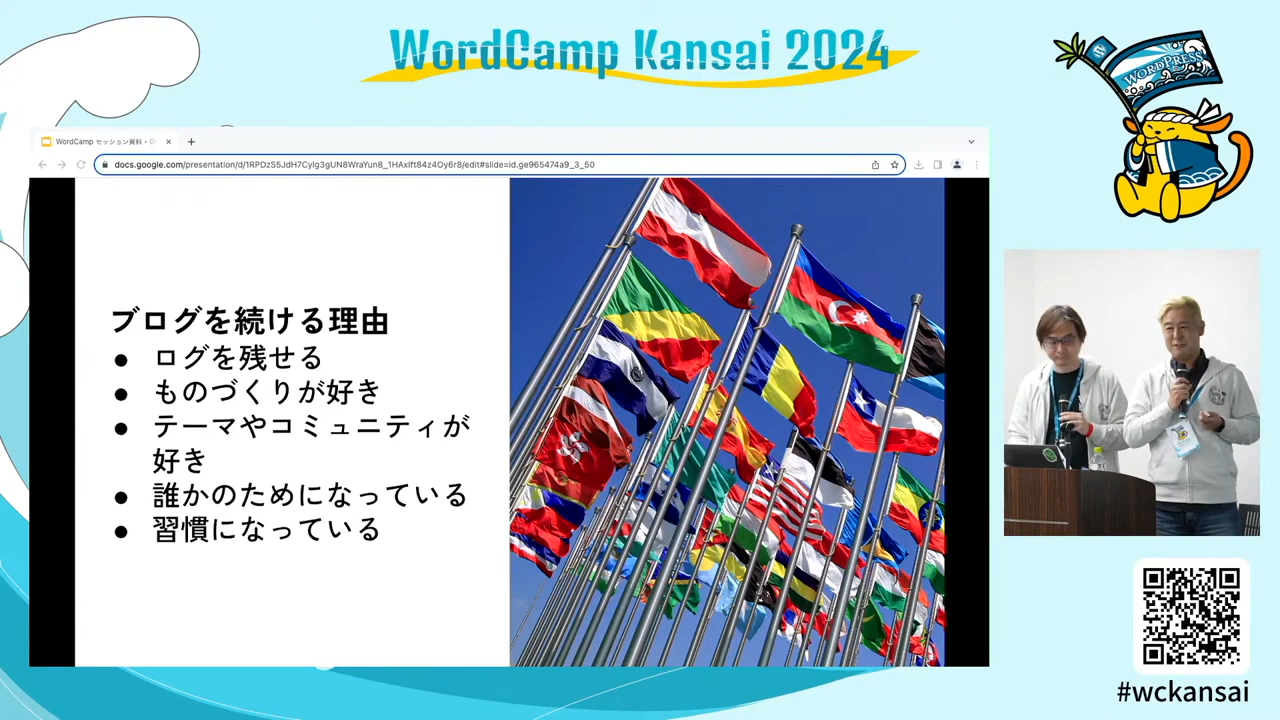 WordCamp Kansai 2024
WORDPRESS
WordCamp セッション資料 - G
docs.google.com/presentation/d/1RPDzS5JdH7Cylg3gUN8WraYun8_1HAxlft84z4Oy6r8/edit#slide=id.ge965474a9_3_50
ブログを続ける理由
● ログを残せる
● ものづくりが好き
● テーマやコミュニティが
好き
● 誰かのためになっている
● 習慣になっている
#wckansai